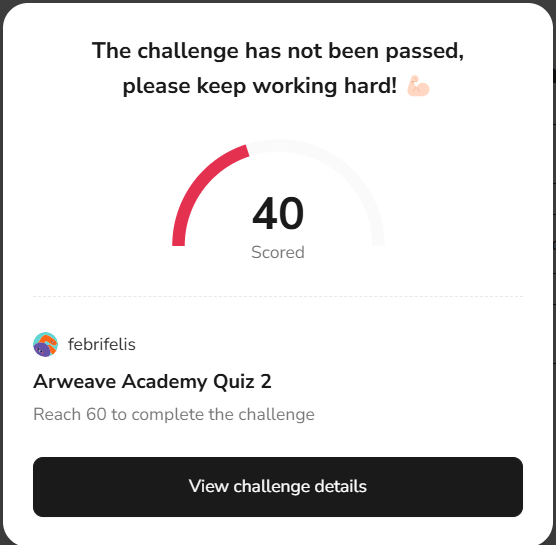 The challenge has not been passed,
please keep working hard! 💪🏻
40
Scored
febrifelis
Arweave Academy Quiz 2
Reach 60 to complete the challenge
View challenge details